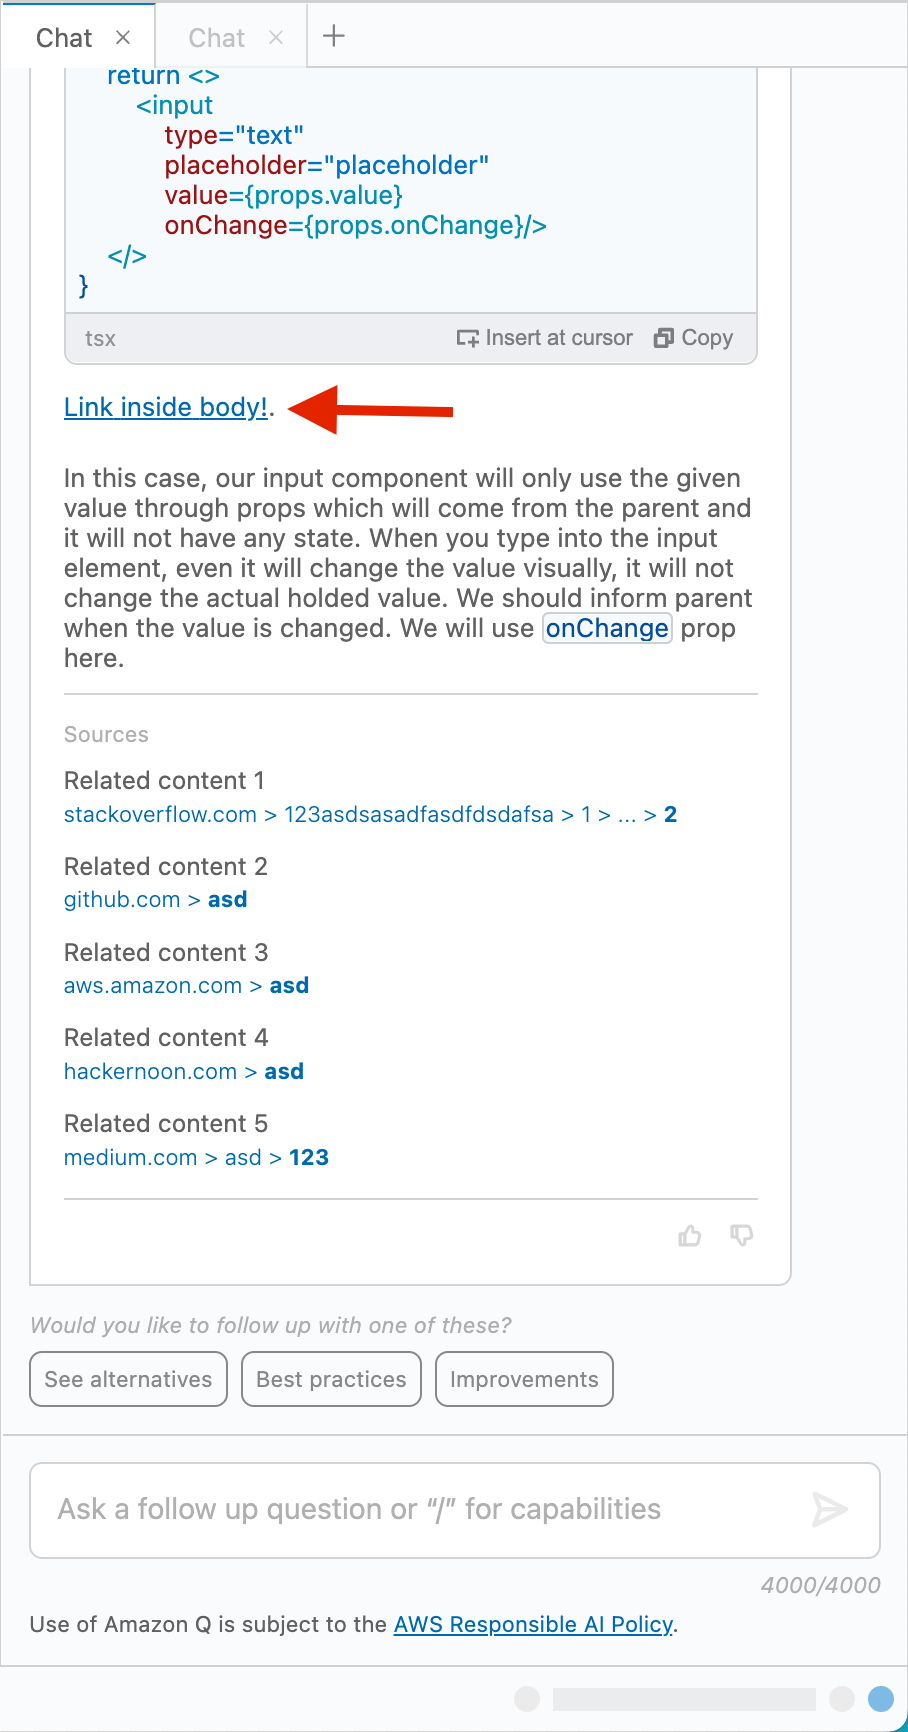 Chat × Chat × +
return <>
<input
type="text"
placeholder="placeholder"
value={props.value}
onChange={props.onChange}/>
</>
}
tsx Insert at cursor Copy
Link inside body!.
In this case, our input component will only use the given
value through props which will come from the parent and
it will not have any state. When you type into the input
element, even it will change the value visually, it will not
change the actual holded value. We should inform parent
when the value is changed. We will use onChange prop
here.
Sources
Related content 1
stackoverflow.com > 123asdsasadfasdfdsdafsa > 1 > ... > 2
Related content 2
github.com > asd
Related content 3
aws.amazon.com > asd
Related content 4
hackernoon.com > asd
Related content 5
medium.com > asd > 123
Would you like to follow up with one of these?
See alternatives Best practices Improvements
Ask a follow up question or “/” for capabilities
4000/4000
Use of Amazon Q is subject to the AWS Responsible AI Policy.